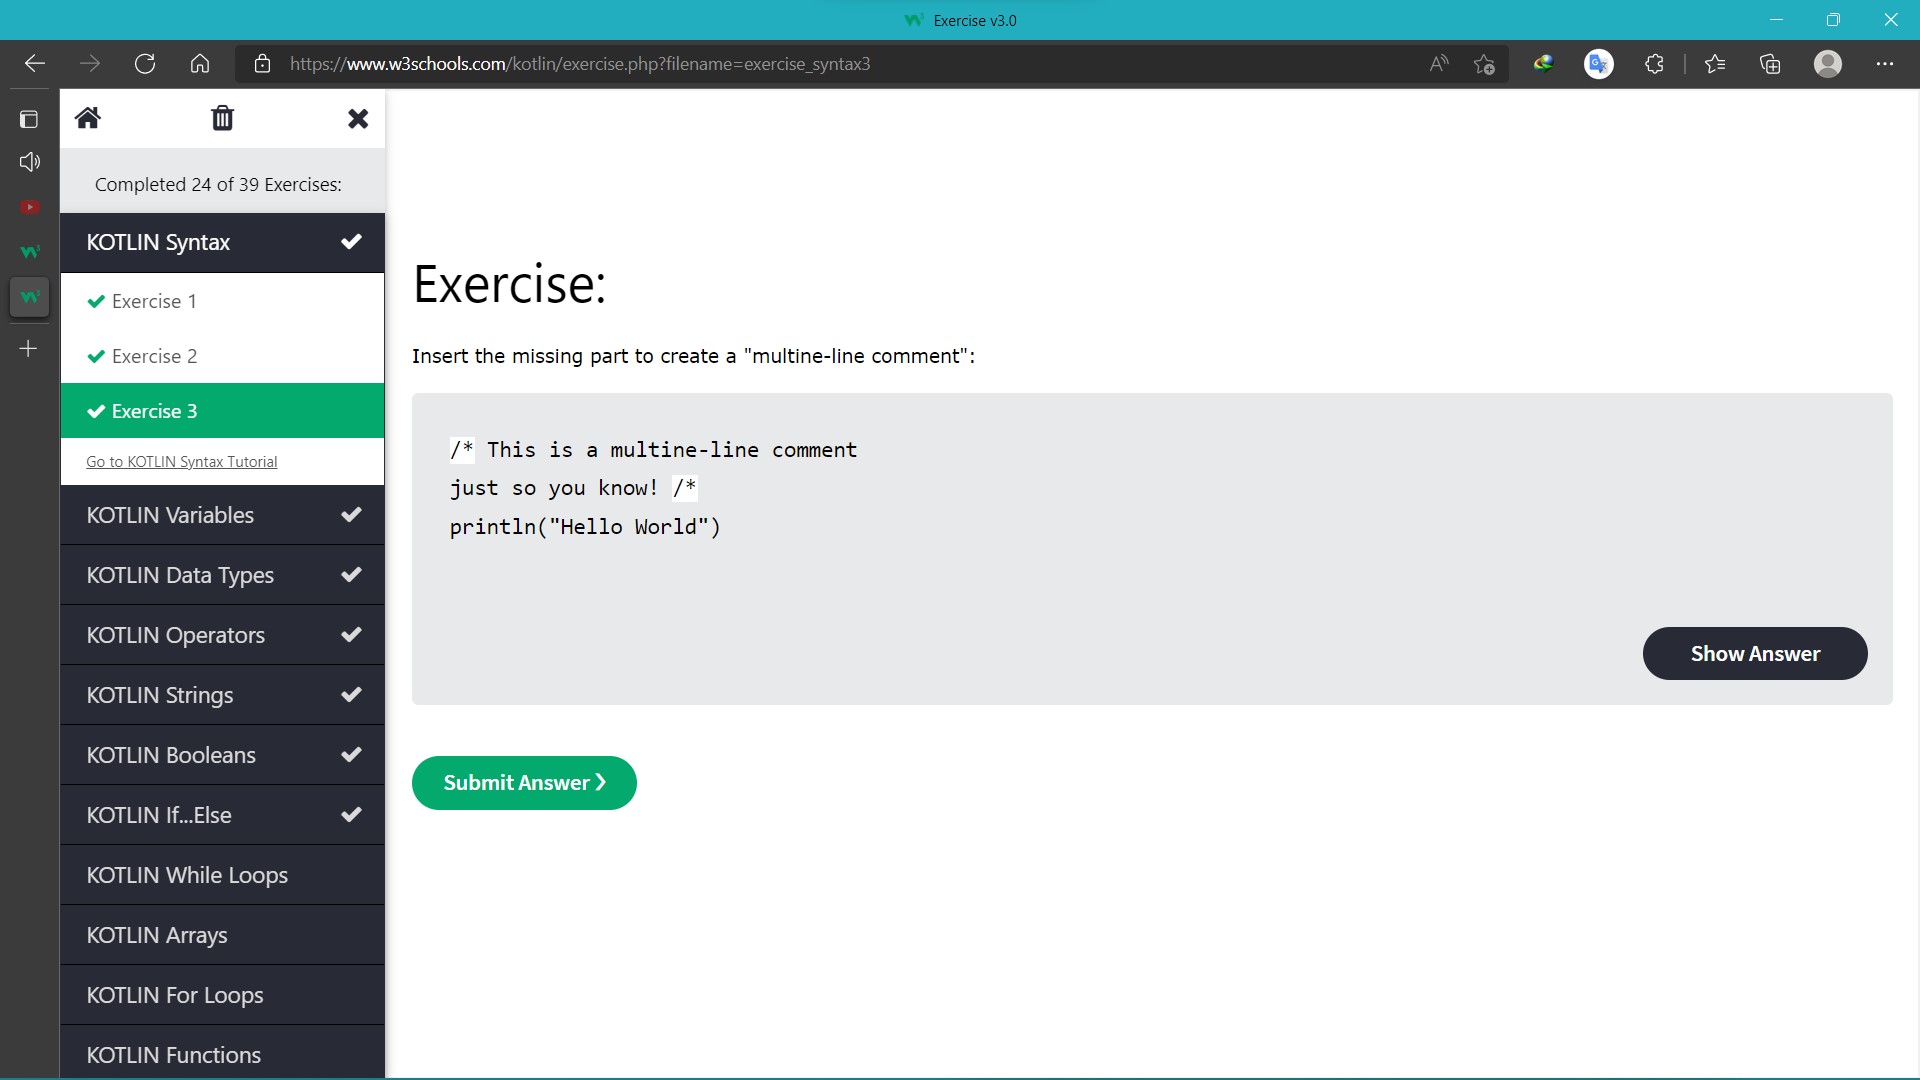 Exercise v3.0
https://www.w3schools.com/kotlin/exercise.php?filename=exercise_syntax3
Completed 24 of 39 Exercises:
KOTLIN Syntax
Exercise 1
Exercise 2
Exercise 3
Go to KOTLIN Syntax Tutorial
KOTLIN Variables
KOTLIN Data Types
KOTLIN Operators
KOTLIN Strings
KOTLIN Booleans
KOTLIN If...Else
KOTLIN While Loops
KOTLIN Arrays
KOTLIN For Loops
KOTLIN Functions
Exercise:
Insert the missing part to create a "multine-line comment":
/* This is a multine-line comment
just so you know! /*
println("Hello World")
Show Answer
Submit Answer ❯